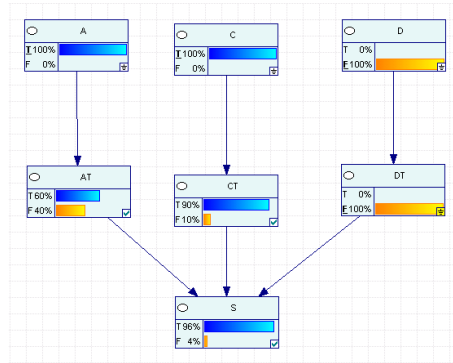 A
T 100%
F 0%
C
T 100%
F 0%
D
T 0%
F 100%
AT
T 60%
F 40%
CT
T 90%
F 10%
DT
T 0%
F 100%
S
T 96%
F 4%